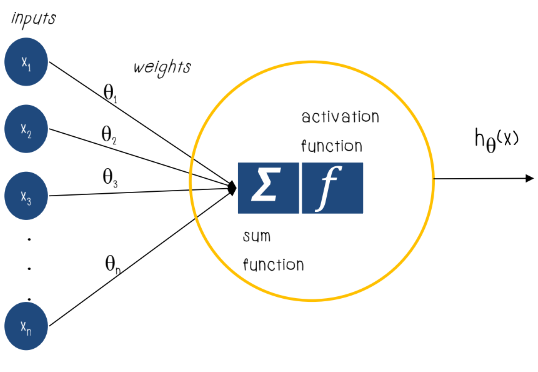 inputs
x₁
weights
θ₁
x₂
θ₂
θ₃
x₃
θₙ
xₙ
activation
function
Σ f
sum
function
hθ(x)